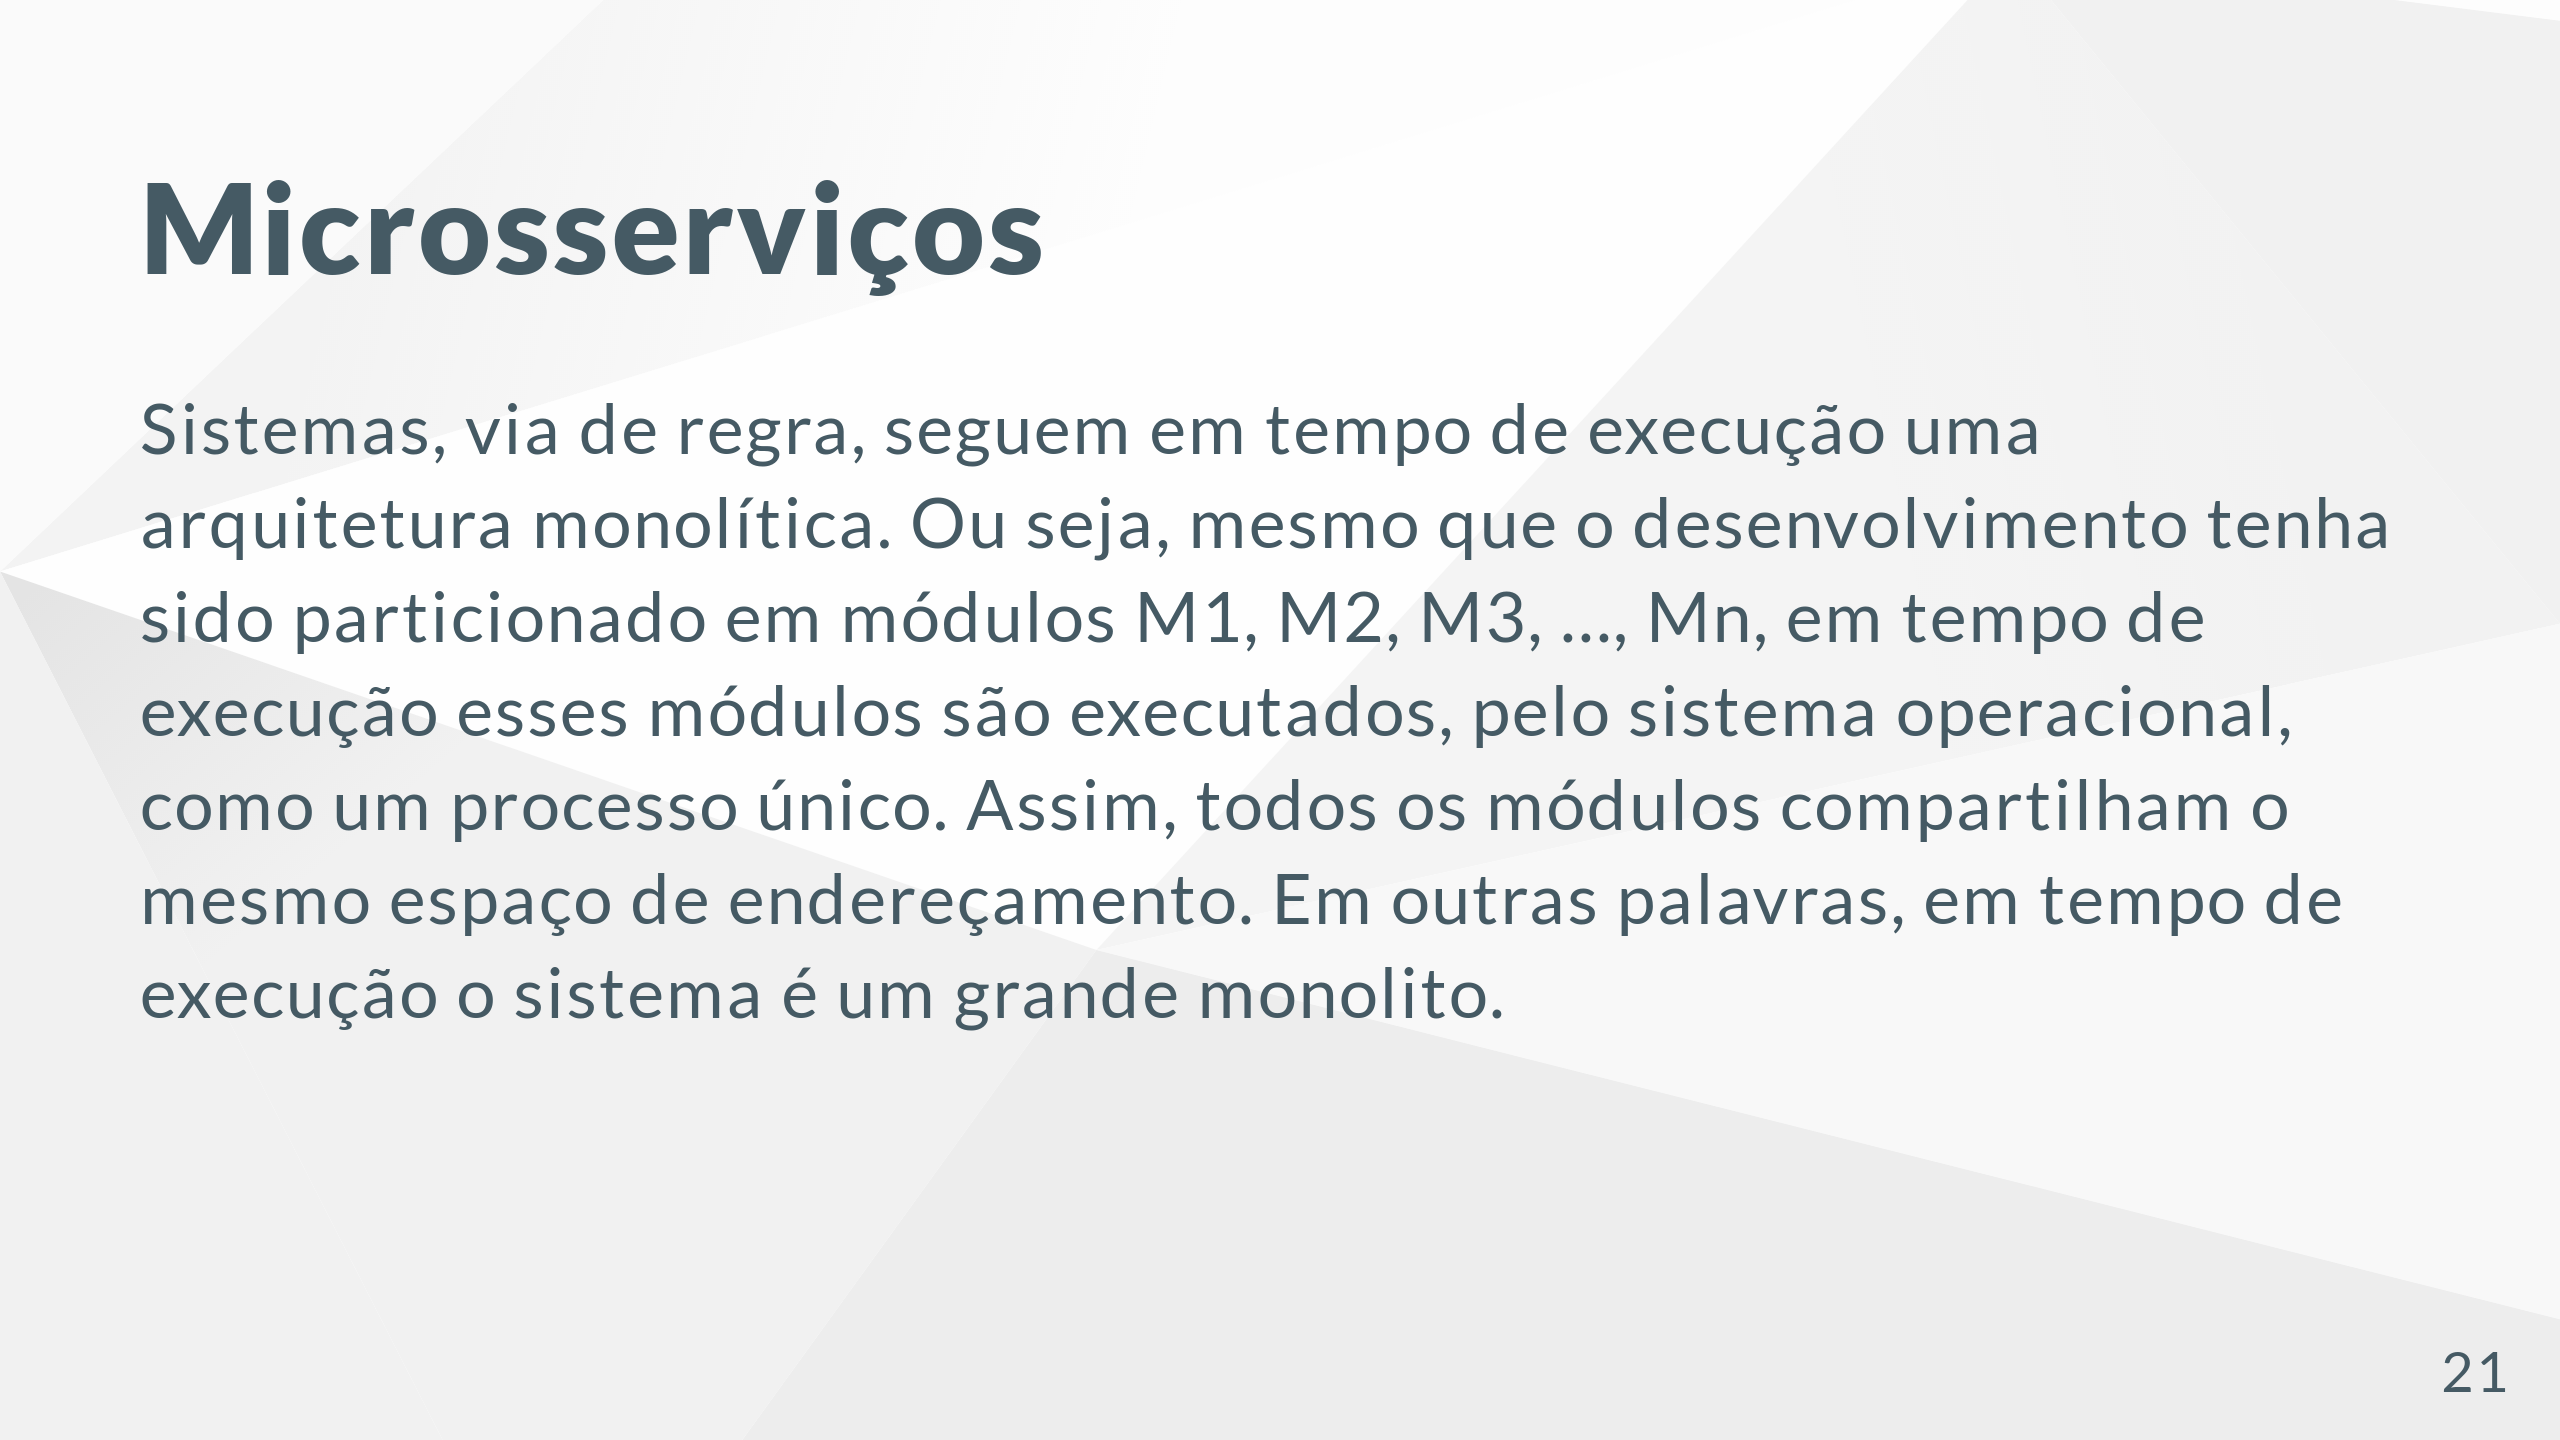 Microsserviços
Sistemas, via de regra, seguem em tempo de execução uma
arquitetura monolítica. Ou seja, mesmo que o desenvolvimento tenha
sido particionado em módulos M1, M2, M3, ..., Mn, em tempo de
execução esses módulos são executados, pelo sistema operacional,
como um processo único. Assim, todos os módulos compartilham o
mesmo espaço de endereçamento. Em outras palavras, em tempo de
execução o sistema é um grande monolito.
21